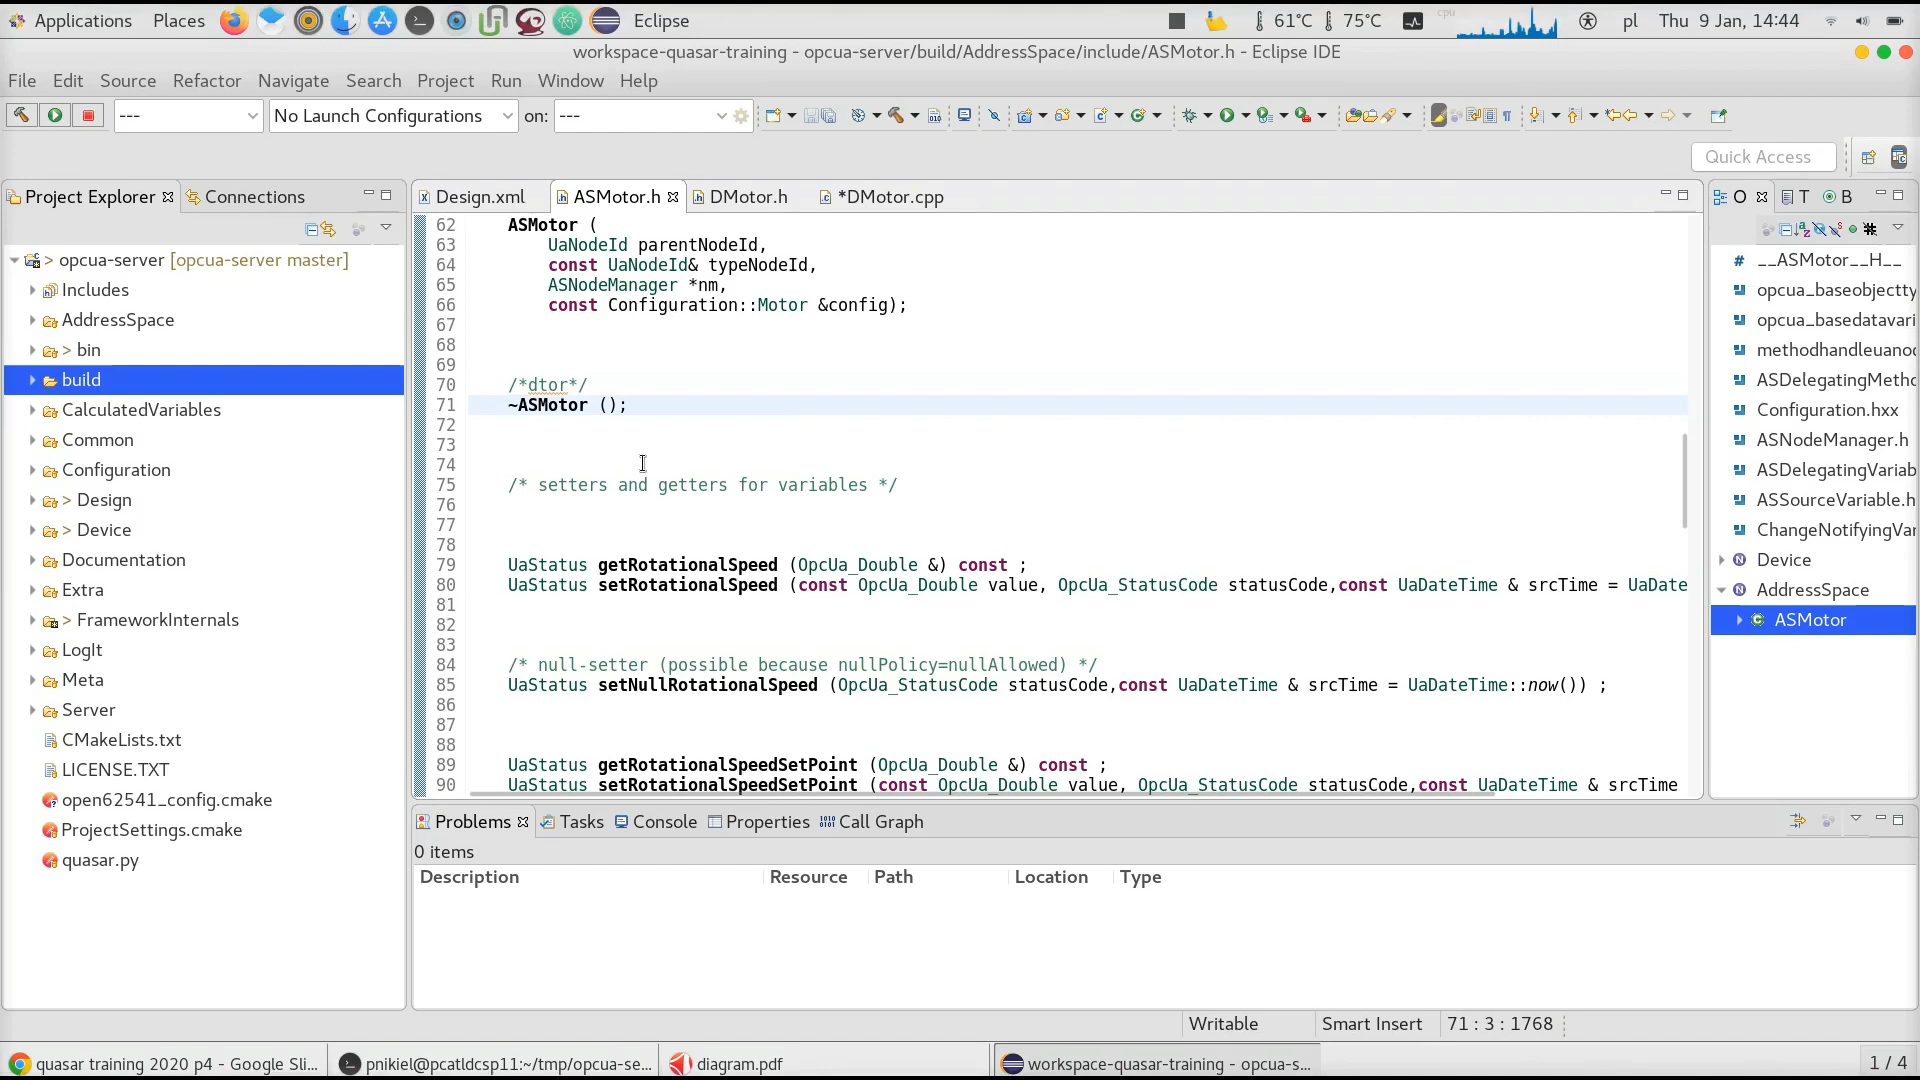 Applications Places Eclipse 61°C 75°C cpu pl Thu 9 Jan, 14:44
workspace-quasar-training - opcua-server/build/AddressSpace/include/ASMotor.h - Eclipse IDE
File Edit Source Refactor Navigate Search Project Run Window Help
--- No Launch Configurations on: ---
Quick Access
Project Explorer Connections
> opcua-server [opcua-server master]
Includes
AddressSpace
> bin
build
CalculatedVariables
Common
Configuration
> Design
> Device
Documentation
Extra
> FrameworkInternals
LogIt
Meta
Server
CMakeLists.txt
LICENSE.TXT
open62541_config.cmake
ProjectSettings.cmake
quasar.py
Design.xml ASMotor.h DMotor.h *DMotor.cpp
62 ASMotor (
63 UaNodeId parentNodeId,
64 const UaNodeId& typeNodeId,
65 ASNodeManager *nm,
66 const Configuration::Motor &config);
67
68
69
70 /*dtor*/
71 ~ASMotor ();
72
73
74
75 /* setters and getters for variables */
76
77
78
79 UaStatus getRotationalSpeed (OpcUa_Double &) const ;
80 UaStatus setRotationalSpeed (const OpcUa_Double value, OpcUa_StatusCode statusCode,const UaDateTime & srcTime = UaDate
81
82
83
84 /* null-setter (possible because nullPolicy=nullAllowed) */
85 UaStatus setNullRotationalSpeed (OpcUa_StatusCode statusCode,const UaDateTime & srcTime = UaDateTime::now()) ;
86
87
88
89 UaStatus getRotationalSpeedSetPoint (OpcUa_Double &) const ;
90 UaStatus setRotationalSpeedSetPoint (const OpcUa_Double value, OpcUa_StatusCode statusCode,const UaDateTime & srcTime
O T B
__ASMotor__H__
opcua_baseobjectty
opcua_basedatavari
methodhandleuanod
ASDelegatingMetho
Configuration.hxx
ASNodeManager.h
ASDelegatingVariab
ASSourceVariable.h
ChangeNotifyingVar
Device
AddressSpace
ASMotor
Problems Tasks Console Properties Call Graph
0 items
Description Resource Path Location Type
Writable Smart Insert 71 : 3 : 1768
quasar training 2020 p4 - Google Sli... pnikiel@pcatldcsp11:~/tmp/opcua-se... diagram.pdf workspace-quasar-training - opcua-s... 1 / 4